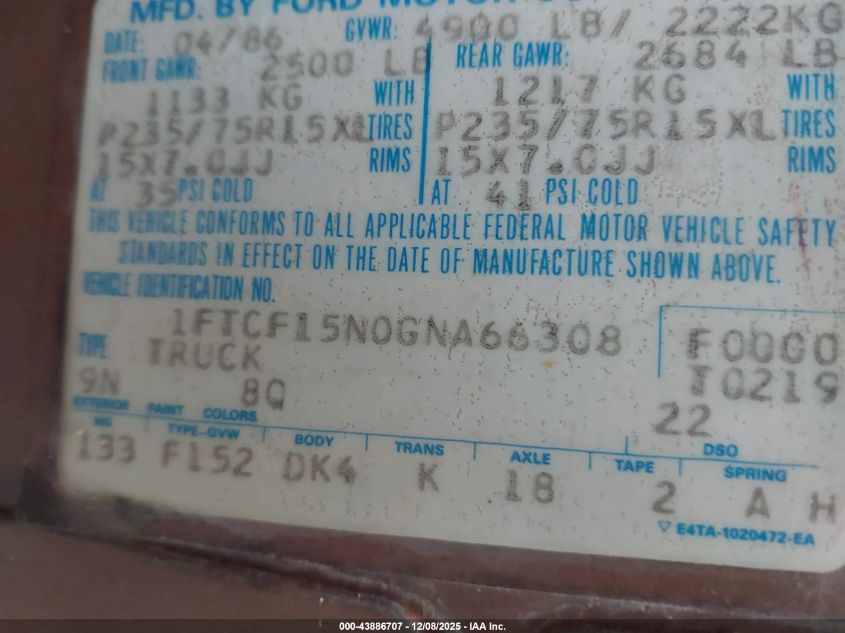 MFD. BY FORD MOTOR
DATE: 04/86 GVWR: 4900 LB/ 2222KG
FRONT GAWR: 2500 LB REAR GAWR: 2684 LB
1133 KG WITH 1217 KG WITH
P235/75R15XL TIRES P235/75R15XL TIRES
15X7.0JJ RIMS 15X7.0JJ RIMS
AT 35 PSI COLD AT 41 PSI COLD
THIS VEHICLE CONFORMS TO ALL APPLICABLE FEDERAL MOTOR VEHICLE SAFETY
STANDARDS IN EFFECT ON THE DATE OF MANUFACTURE SHOWN ABOVE.
VEHICLE IDENTIFICATION NO.
1FTCF15N0GNA66308 F0000
TYPE TRUCK T0219
9N 8Q 22
EXTERIOR PAINT COLORS DSO
WB TYPE-GVW BODY TRANS AXLE TAPE SPRING
133 F152 DK4 K 18 2 A H
▽ E4TA-1020472-EA
000-43886707 - 12/08/2025 - IAA Inc.